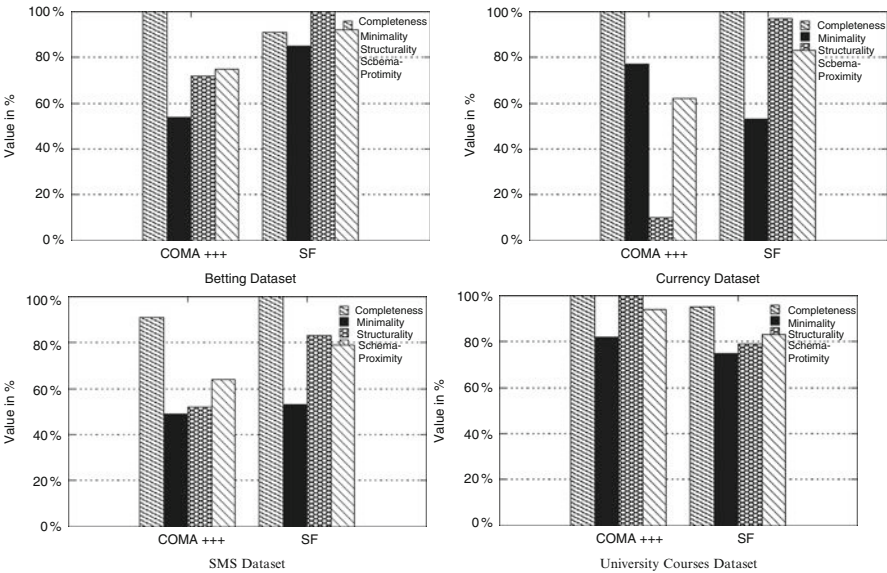 100 %
80 %
60 %
40 %
20 %
0 %
Value in %
Completeness
Minimality
Structurality
Scbema-
Protimity
COMA +++
SF
Betting Dataset
100 %
80 %
60 %
40 %
20 %
0 %
Value in %
Completeness
Minimality
Structurality
Scbema-
Proximity
COMA +++
SF
Currency Dataset
100 %
80 %
60 %
40 %
20 %
0 %
Value in %
Completeness
Minimality
Structurality
Schema-
Proximity
COMA +++
SF
SMS Dataset
100 %
80 %
60 %
40 %
20 %
0 %
Value in %
Completeness
Minimality
Structurality
Schema-
Protimity
COMA +++
SF
University Courses Dataset